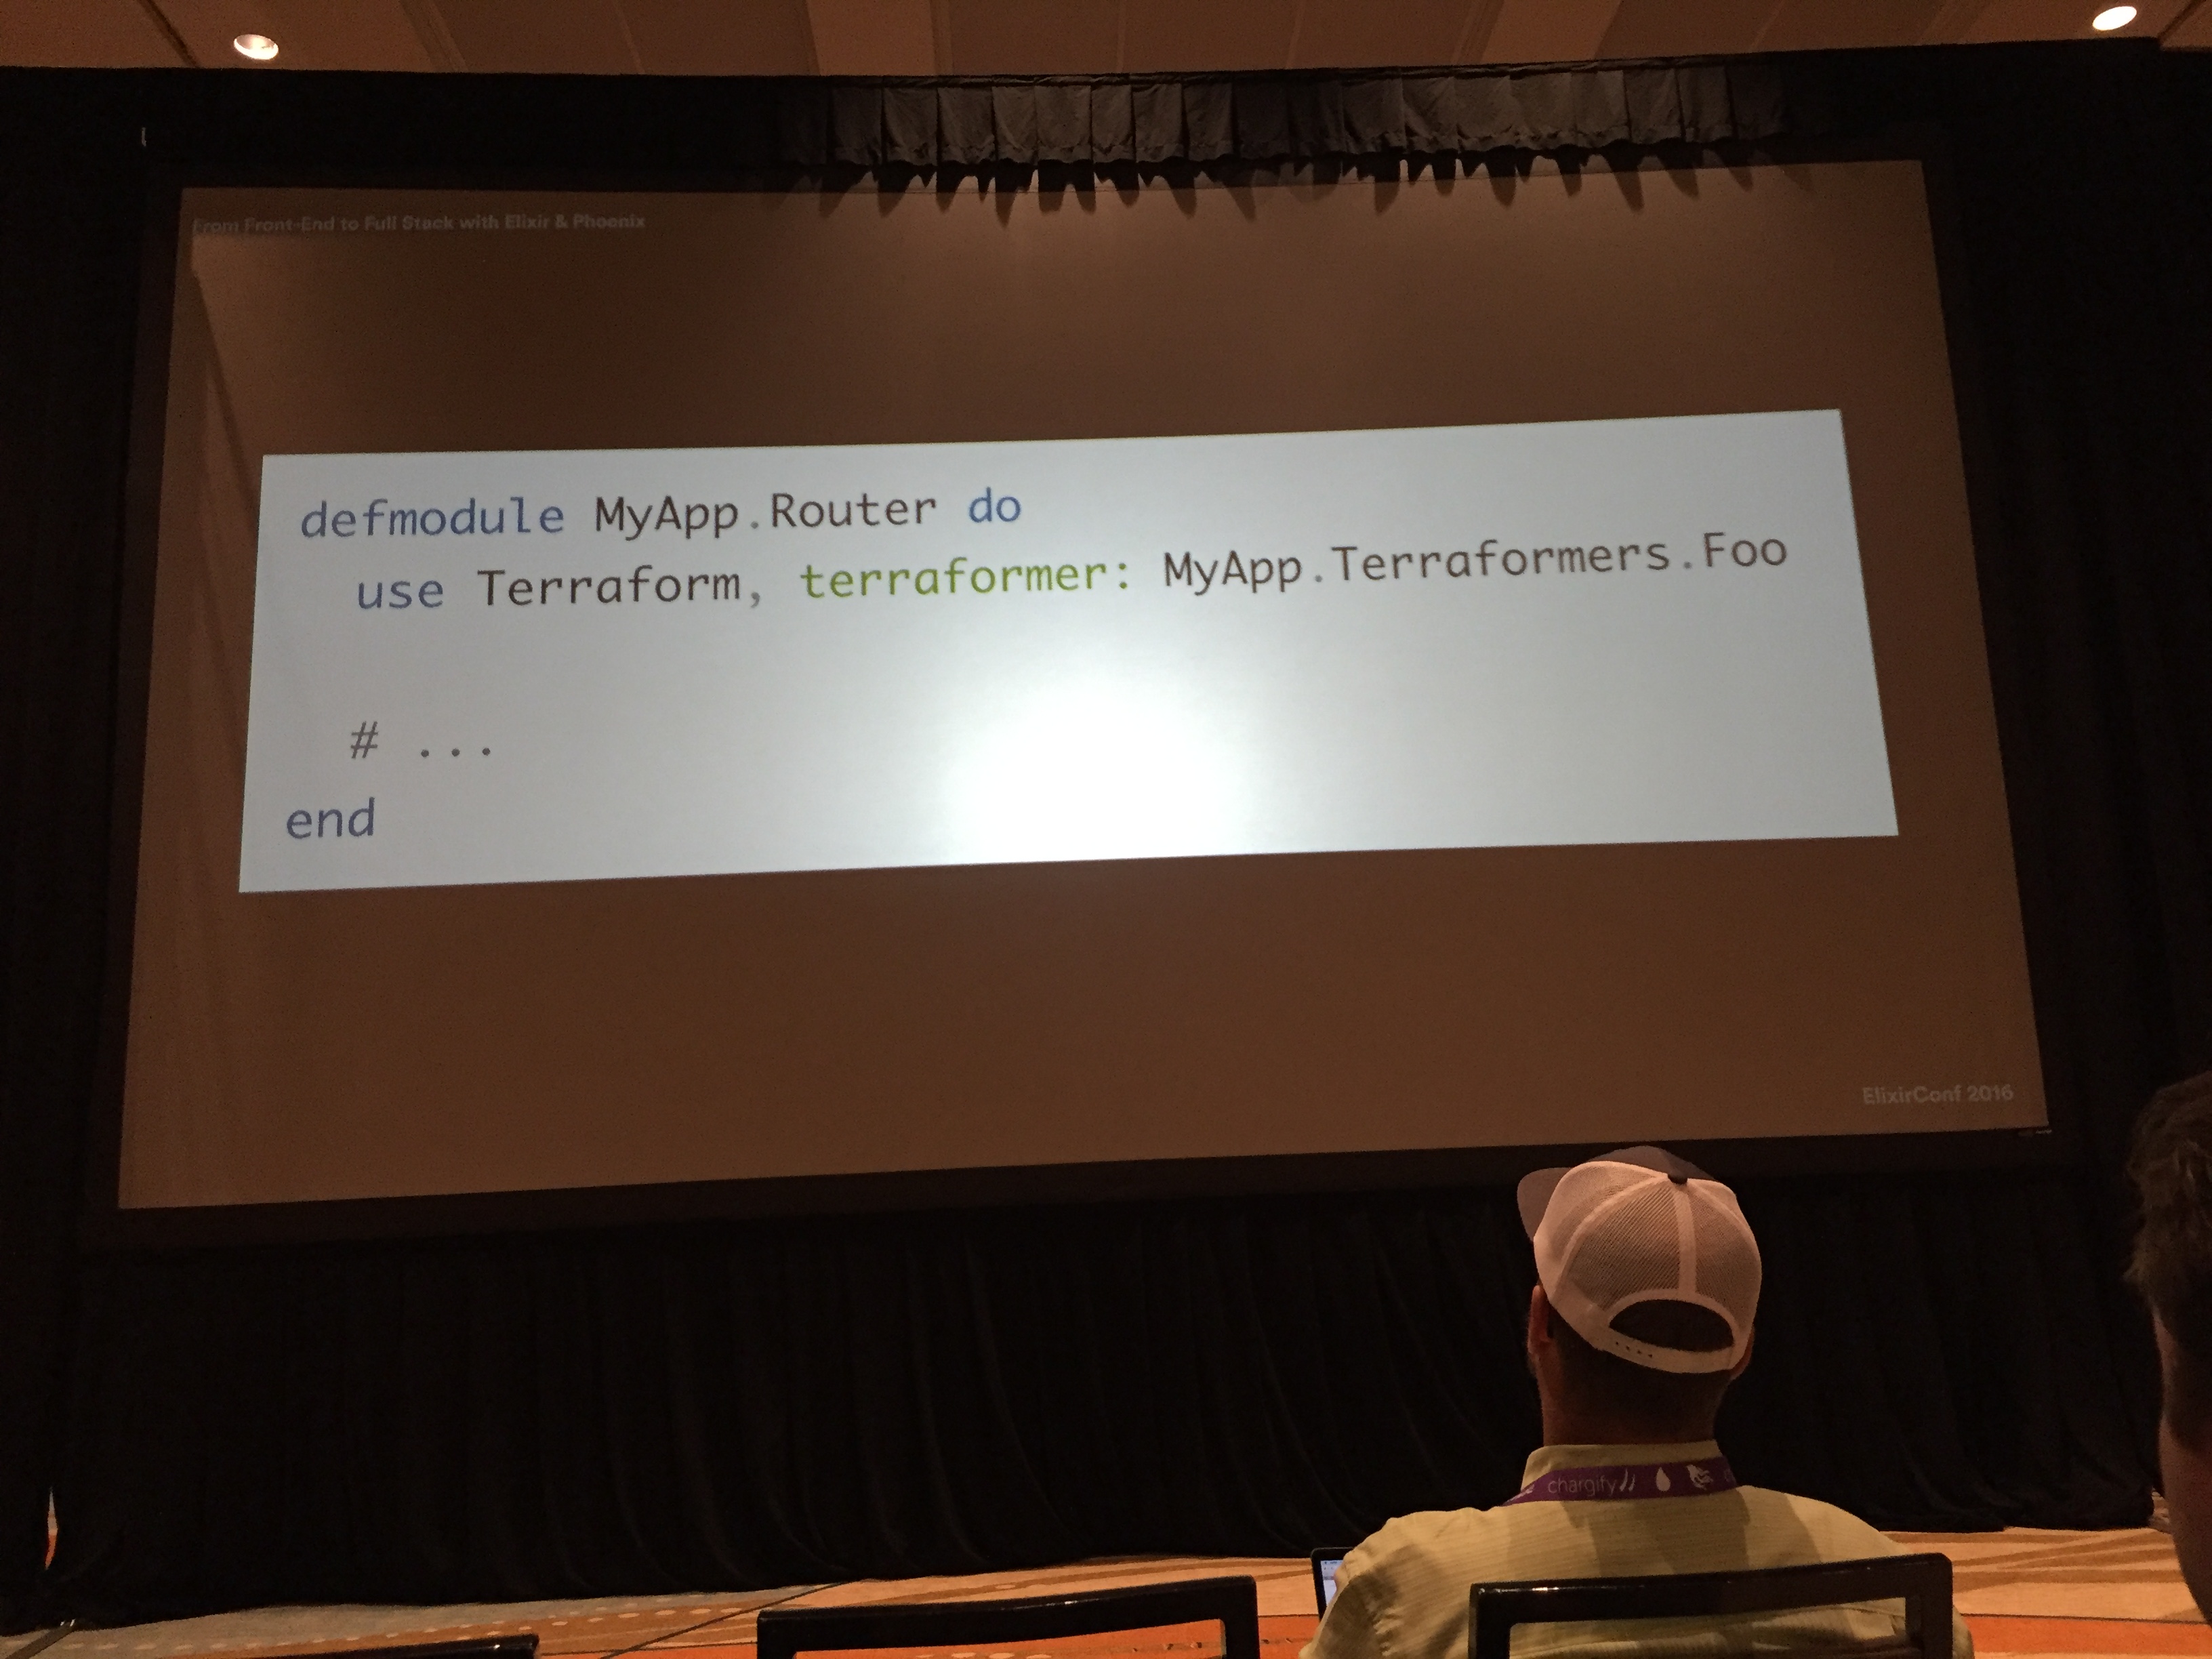 From Front-End to Full Stack with Elixir & Phoenix
defmodule MyApp.Router do
  use Terraform, terraformer: MyApp.Terraformers.Foo
  # ...
end
ElixirConf 2016
chargify